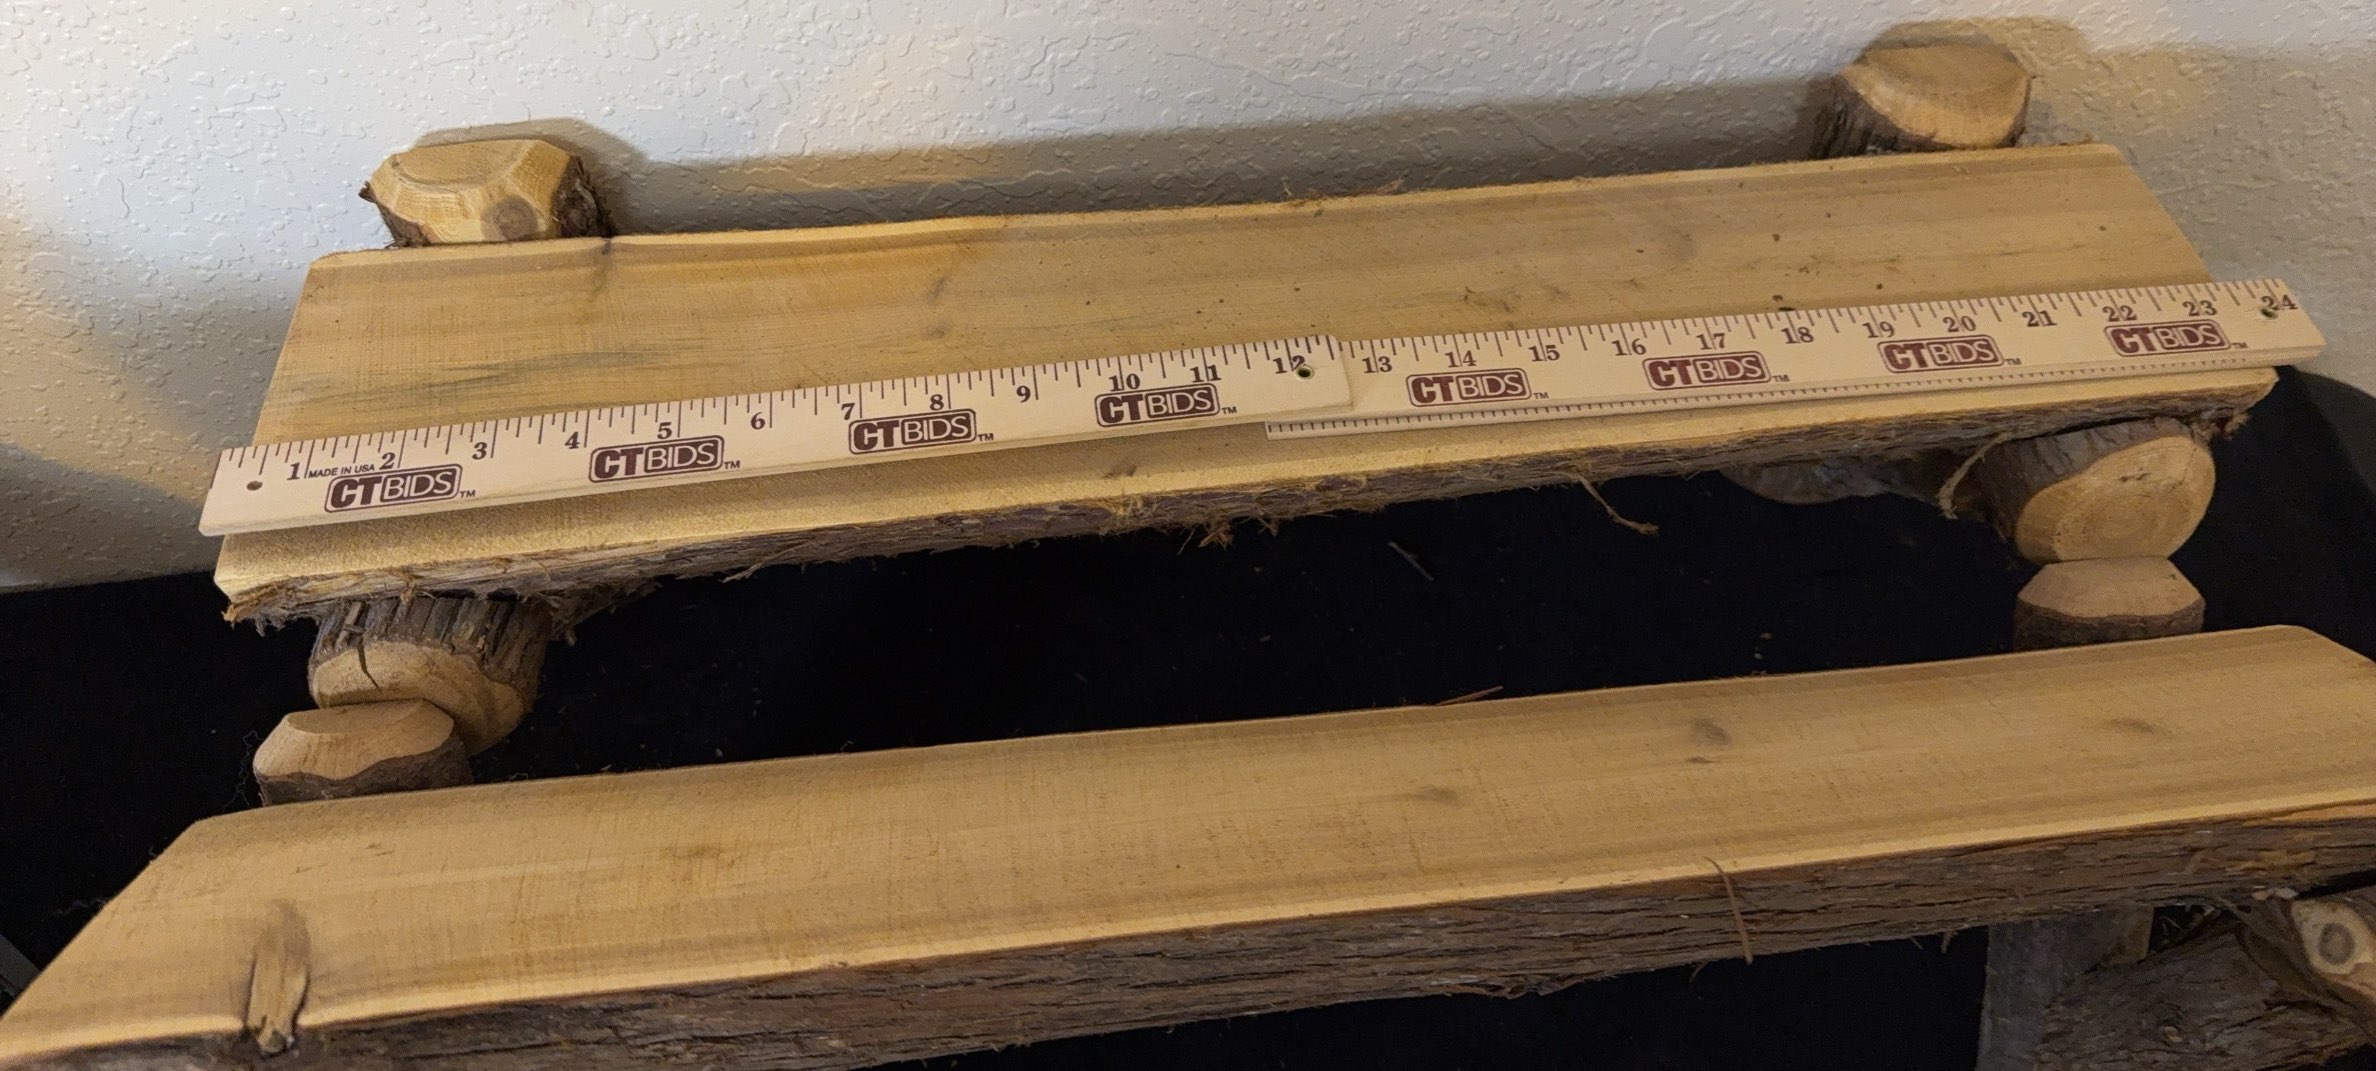 1 2 3 4 5 6 7 8 9 10 11 12 13 14 15 16 17 18 19 20 21 22 23 24
MADE IN USA
CTBIDS™ CTBIDS™ CTBIDS™ CTBIDS™ CTBIDS™ CTBIDS™ CTBIDS™ CTBIDS™